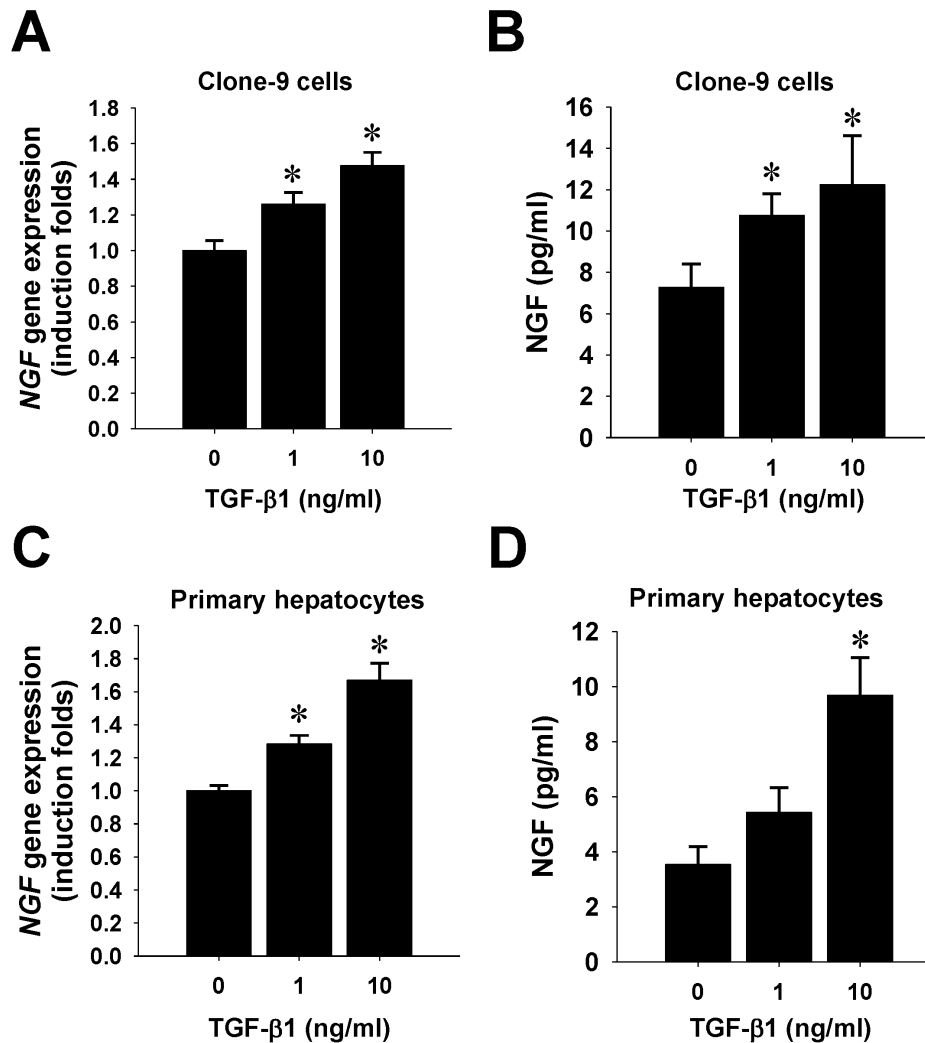 A
Clone-9 cells
NGF gene expression
(induction folds)
1.8
1.6
1.4
1.2
1.0
0.8
0.6
0.4
0.2
0.0
*
*
0 1 10
TGF-β1 (ng/ml)
B
Clone-9 cells
NGF (pg/ml)
16
14
12
10
8
6
4
2
0
*
*
0 1 10
TGF-β1 (ng/ml)
C
Primary hepatocytes
NGF gene expression
(induction folds)
2.0
1.8
1.6
1.4
1.2
1.0
0.8
0.6
0.4
0.2
0.0
*
*
0 1 10
TGF-β1 (ng/ml)
D
Primary hepatocytes
NGF (pg/ml)
12
10
8
6
4
2
0
*
0 1 10
TGF-β1 (ng/ml)